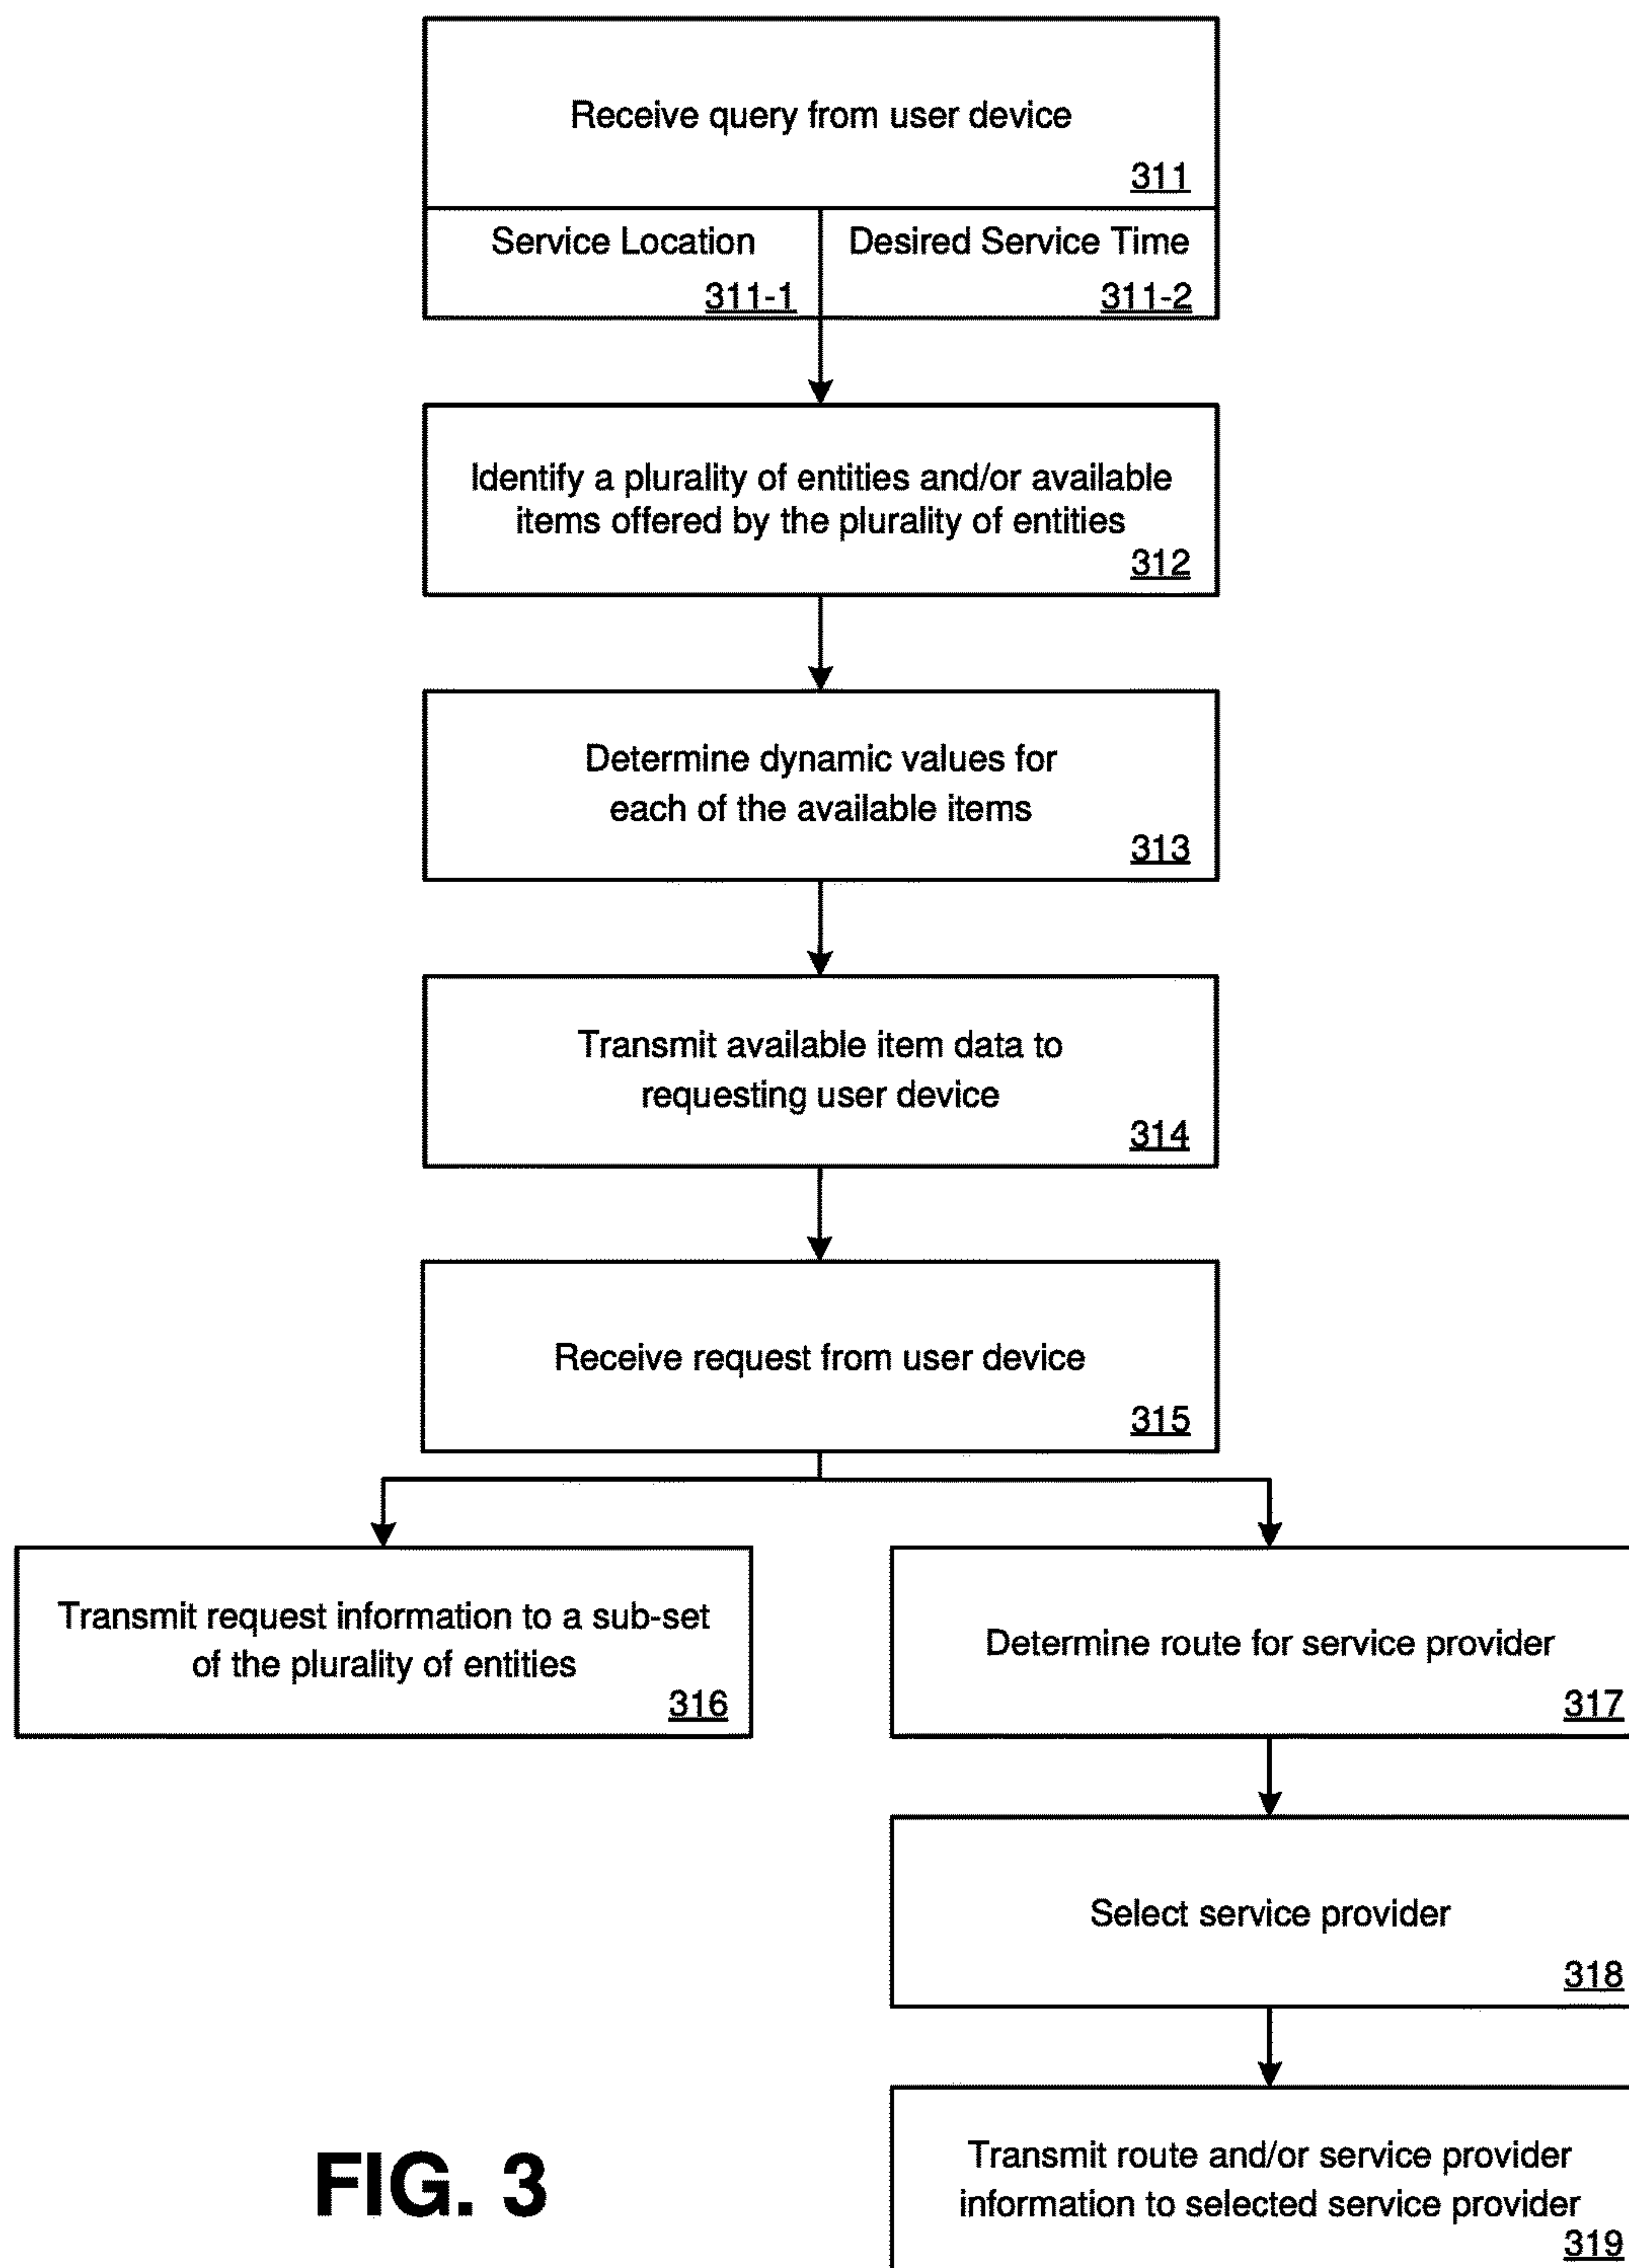 Receive query from user device
311
Service Location
311-1
Desired Service Time
311-2
Identify a plurality of entities and/or available
items offered by the plurality of entities
312
Determine dynamic values for
each of the available items
313
Transmit available item data to
requesting user device
314
Receive request from user device
315
Transmit request information to a sub-set
of the plurality of entities
316
Determine route for service provider
317
Select service provider
318
Transmit route and/or service provider
information to selected service provider
319
FIG. 3